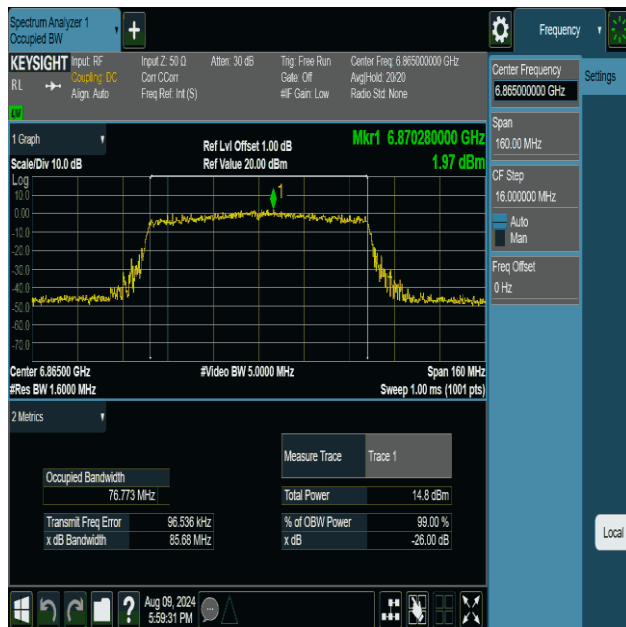 Spectrum Analyzer 1
Occupied BW
+
Frequency
KEYSIGHT
RL
Input: RF
Coupling: DC
Align: Auto
Input Z: 50 Ω
Corr CCorr
Freq Ref: Int (S)
Atten: 30 dB
Trig: Free Run
Gate: Off
#IF Gain: Low
Center Freq: 6.865000000 GHz
Avg|Hold: 20/20
Radio Std: None
LW
1 Graph
Scale/Div 10.0 dB
Ref Lvl Offset 1.00 dB
Ref Value 20.00 dBm
Mkr1 6.870280000 GHz
1.97 dBm
Log
10.0
0.00
-10.0
-20.0
-30.0
-40.0
-50.0
-60.0
-70.0
1
Center 6.86500 GHz
#Res BW 1.6000 MHz
#Video BW 5.0000 MHz
Span 160 MHz
Sweep 1.00 ms (1001 pts)
2 Metrics
Occupied Bandwidth
76.773 MHz
Transmit Freq Error 96.536 kHz
x dB Bandwidth 85.68 MHz
Measure Trace Trace 1
Total Power 14.8 dBm
% of OBW Power 99.00 %
x dB -26.00 dB
Center Frequency
6.865000000 GHz
Span
160.00 MHz
CF Step
16.000000 MHz
Auto
Man
Freq Offset
0 Hz
Settings
Local
?
Aug 09, 2024
5:59:31 PM